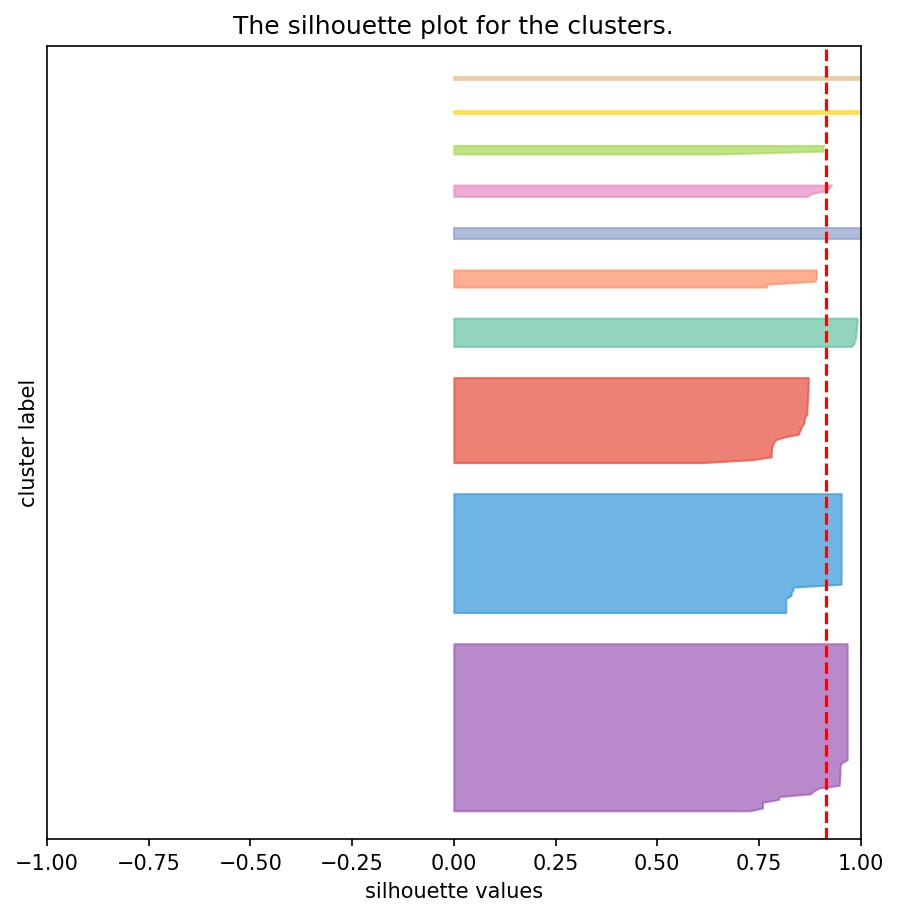 The silhouette plot for the clusters.
cluster label
−1.00 −0.75 −0.50 −0.25 0.00 0.25 0.50 0.75 1.00
silhouette values